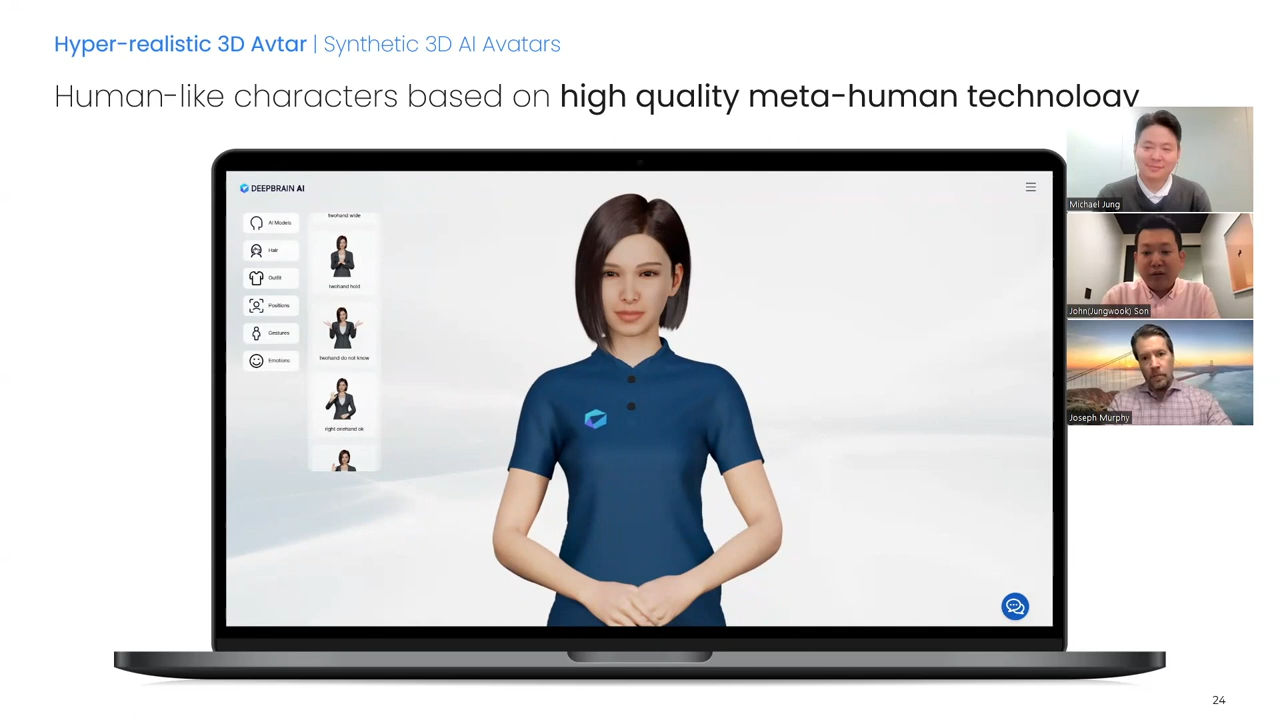 Hyper-realistic 3D Avtar | Synthetic 3D AI Avatars
Human-like characters based on high quality meta-human technology
DEEPBRAIN AI
AI Models
Hair
Outfit
Positions
Gestures
Emotions
twohand wide
twohand hold
twohand do not know
right onehand ok
Michael Jung
John(Jungwook) Son
Joseph Murphy
24